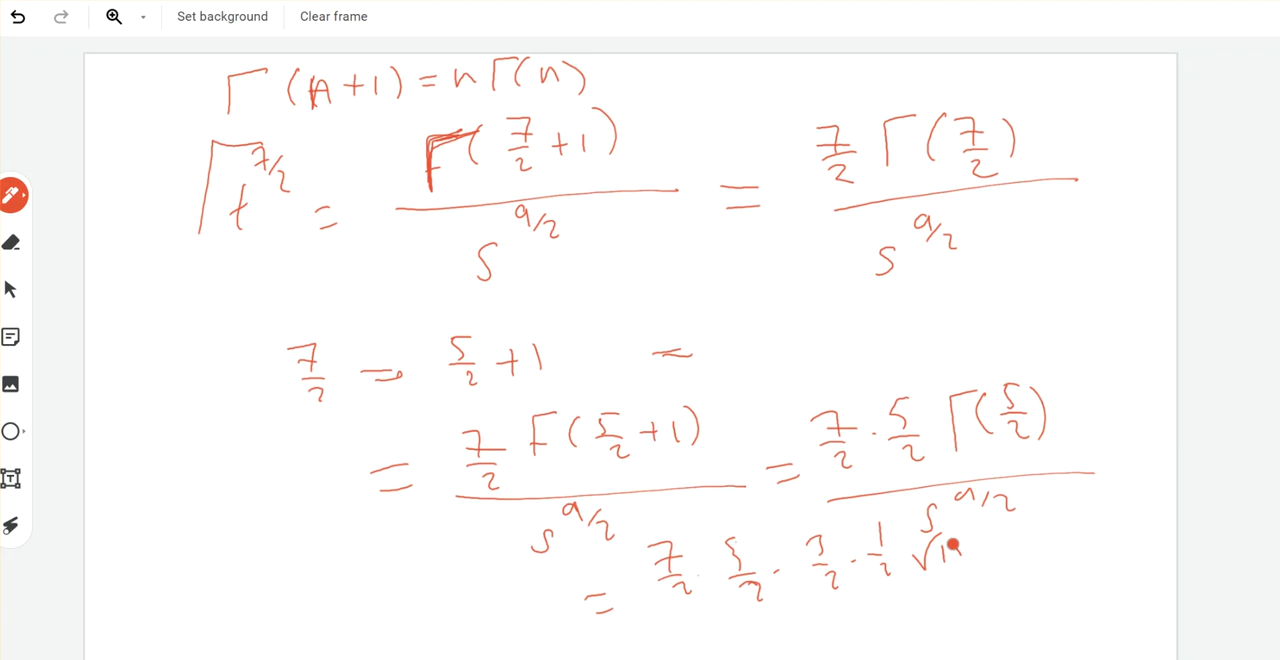 Set background Clear frame
Γ(n+1) = nΓ(n)
Γt^7/2 = Γ(7/2 + 1) / s^9/2 = 7/2 Γ(7/2) / s^9/2
7/2 = 5/2 + 1 =
= 7/2 Γ(5/2 + 1) / s^9/2 = 7/2 · 5/2 Γ(5/2) / s^9/2
= 7/2 · 5/2 · 3/2 · 1/2